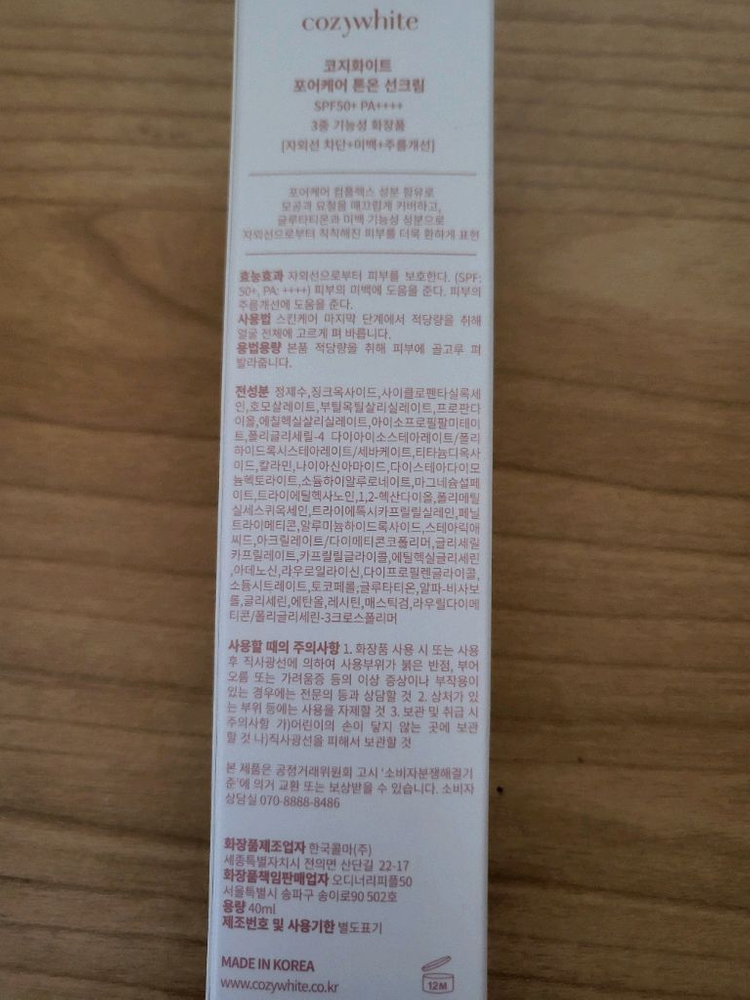 cozywhite
코지화이트
포어케어 톤온 선크림
SPF50+ PA++++
3종 기능성 화장품
[자외선 차단+미백+주름개선]
포어케어 컴플렉스 성분 함유로
모공과 요철을 매끄럽게 커버하고,
글루타티온과 미백 기능성 성분으로
자외선으로부터 칙칙해진 피부를 더욱 환하게 표현
효능효과 자외선으로부터 피부를 보호한다. (SPF:
50+, PA: ++++) 피부의 미백에 도움을 준다. 피부의
주름개선에 도움을 준다.
사용법 스킨케어 마지막 단계에서 적당량을 취해
얼굴 전체에 고르게 펴 바릅니다.
용법용량 본품 적당량을 취해 피부에 골고루 펴
발라줍니다.
전성분 정제수,징크옥사이드,사이클로펜타실록세
인,호모살레이트,부틸옥틸살리실레이트,프로판다
이올,에칠헥실살리실레이트,아이소프로필팔미테이
트,폴리글리세릴-4 다이아이소스테아레이트/폴리
하이드록시스테아레이트/세바케이트,티타늄디옥사
이드,칼라민,나이아신아마이드,다이스테아다이모
늄헥토라이트,소듐하이알루로네이트,마그네슘설페
이트,트라이에틸헥사노인,1,2-헥산다이올,폴리메틸
실세스퀴옥세인,트라이에톡시카프릴릴실레인,페닐
트라이메티콘,알루미늄하이드록사이드,스테아릭애
씨드,아크릴레이트/다이메티콘코폴리머,글리세릴
카프릴레이트,카프릴릴글라이콜,에틸헥실글리세린
,아데노신,라우로일라이신,다이프로필렌글라이콜,
소듐시트레이트,토코페롤,글루타티온,알파-비사보
롤,글리세린,에탄올,레시틴,매스틱검,라우릴다이메
티콘/폴리글리세린-3크로스폴리머
사용할 때의 주의사항 1. 화장품 사용 시 또는 사용
후 직사광선에 의하여 사용부위가 붉은 반점, 부어
오름 또는 가려움증 등의 이상 증상이나 부작용이
있는 경우에는 전문의 등과 상담할 것 2. 상처가 있
는 부위 등에는 사용을 자제할 것 3. 보관 및 취급 시
주의사항 가)어린이의 손이 닿지 않는 곳에 보관
할 것 나)직사광선을 피해서 보관할 것
본 제품은 공정거래위원회 고시 '소비자분쟁해결기
준'에 의거 교환 또는 보상받을 수 있습니다. 소비자
상담실 070-8888-8486
화장품제조업자 한국콜마(주)
세종특별자치시 전의면 산단길 22-17
화장품책임판매업자 오디너리피플50
서울특별시 송파구 송이로90 502호
용량 40ml
제조번호 및 사용기한 별도표기
MADE IN KOREA
www.cozywhite.co.kr
12M